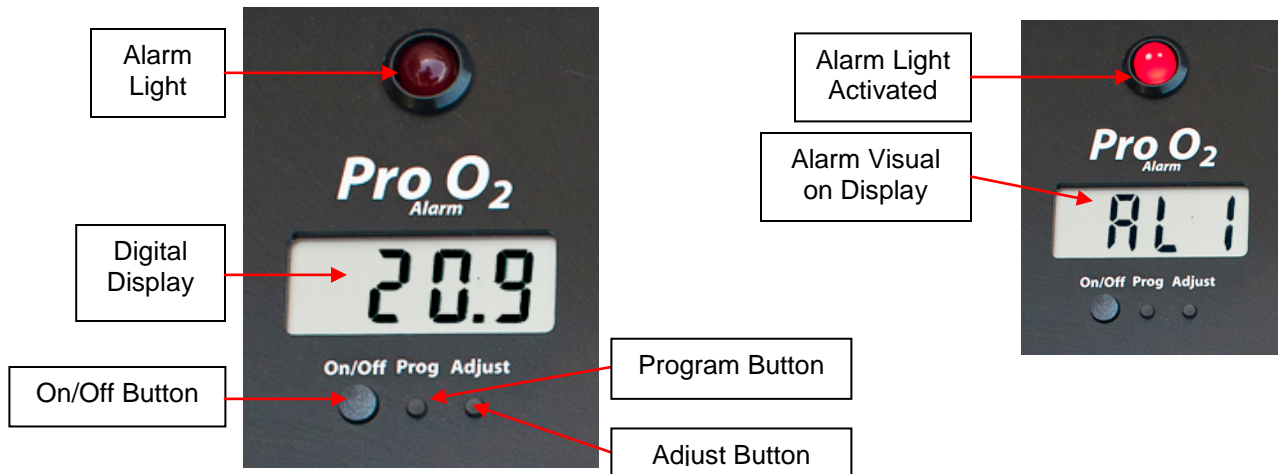 Alarm
Light
Pro O2
Alarm
Digital
Display
20.9
On/Off Prog Adjust
On/Off Button
Program Button
Adjust Button
Alarm Light
Activated
Alarm Visual
on Display
Pro O2
Alarm
AL 1
On/Off Prog Adjust